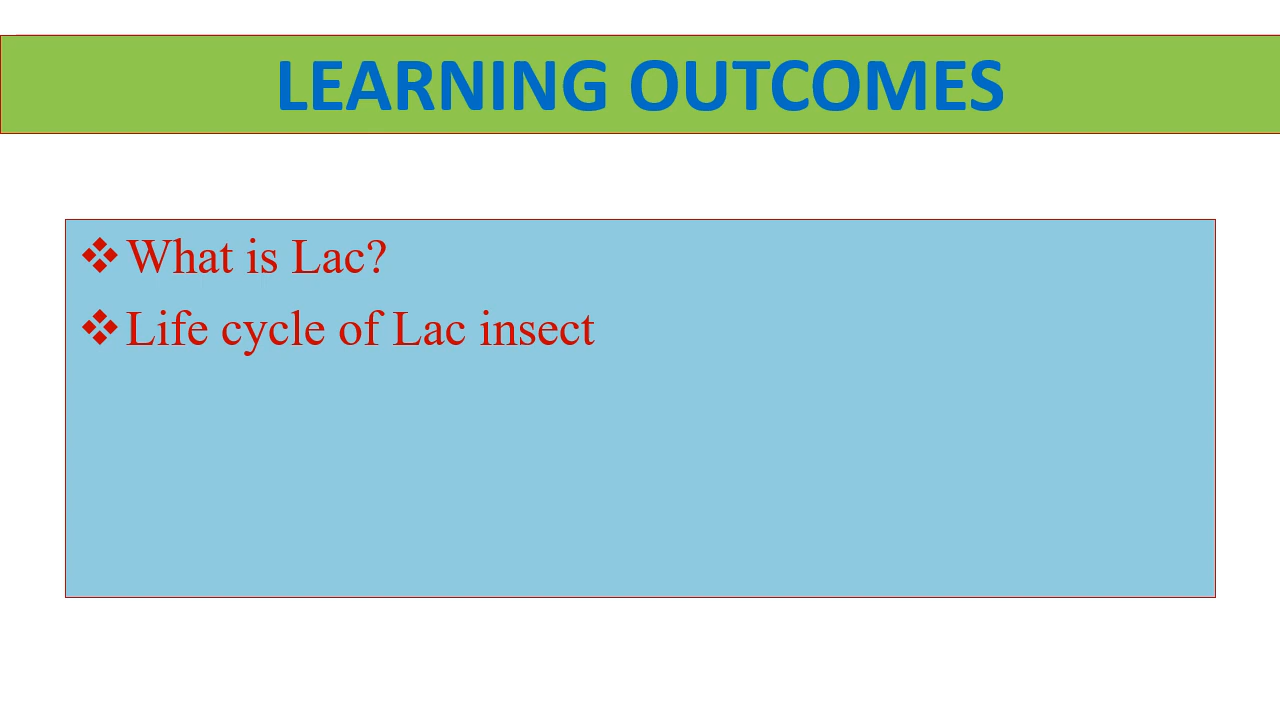 LEARNING OUTCOMES
❖What is Lac?
❖Life cycle of Lac insect